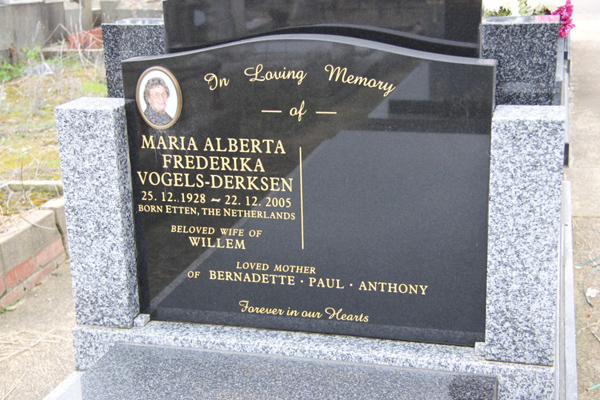 In Loving Memory
— of —
MARIA ALBERTA
FREDERIKA
VOGELS-DERKSEN
25. 12. 1928 ~ 22. 12. 2005
BORN ETTEN, THE NETHERLANDS
BELOVED WIFE OF
WILLEM
LOVED MOTHER
OF BERNADETTE · PAUL · ANTHONY
Forever in our Hearts